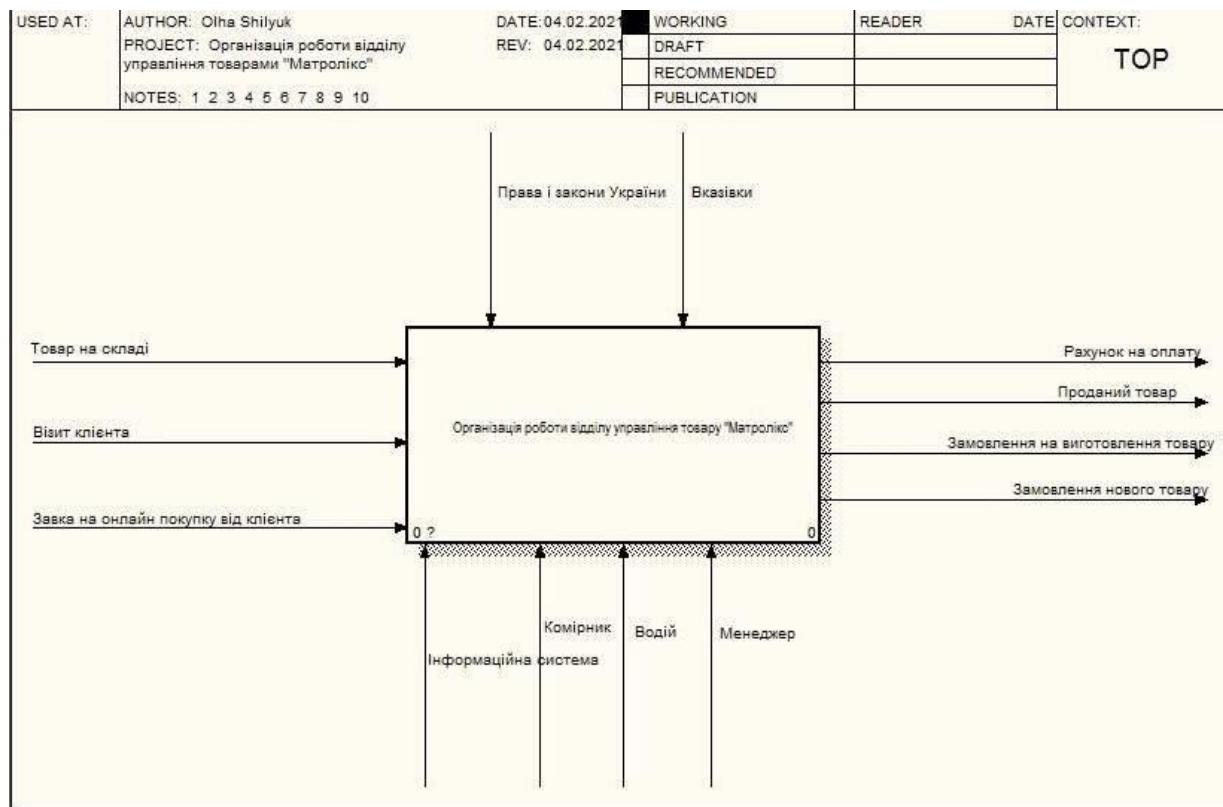 USED AT:
AUTHOR: Olha Shilyuk
DATE:04.02.2021
WORKING
READER
DATE
CONTEXT:
PROJECT: Організація роботи відділу
управління товарами "Матролікс"
REV: 04.02.2021
DRAFT
TOP
RECOMMENDED
NOTES: 1 2 3 4 5 6 7 8 9 10
PUBLICATION
Права і закони України
Вказівки
Товар на складі
Рахунок на оплату
Проданий товар
Візит клієнта
Організація роботи відділу управління товару "Матролікс"
Замовлення на виготовлення товару
Замовлення нового товару
Завка на онлайн покупку від клієнта
0 ?
0
Комірник
Водій
Менеджер
Інформаційна система